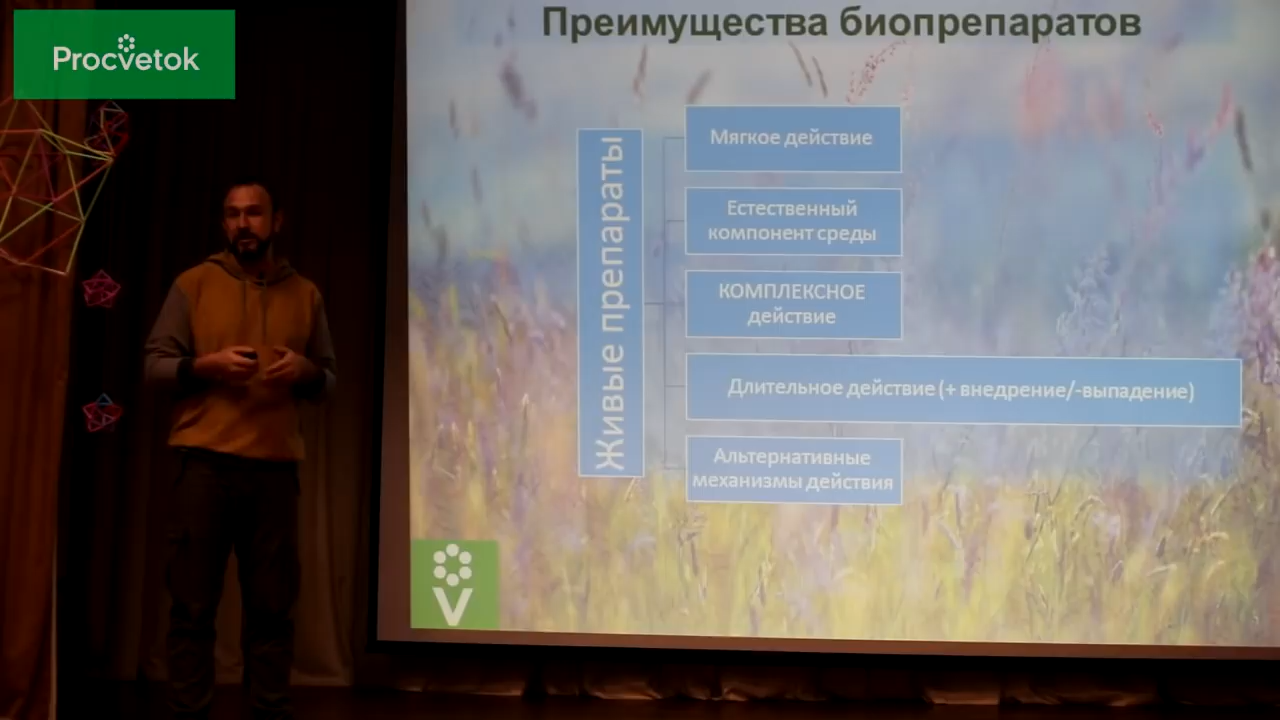 Procvetok
Преимущества биопрепаратов
Живые препараты
Мягкое действие
Естественный
компонент среды
КОМПЛЕКСНОЕ
действие
Длительное действие (+ внедрение/-выпадение)
Альтернативные
механизмы действия